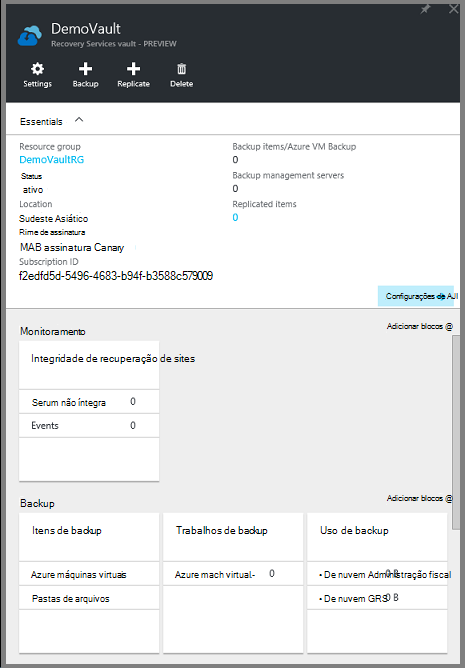 DemoVault
Recovery Services vault - PREVIEW
Settings Backup Replicate Delete
Essentials
Resource group
DemoVaultRG
Status
ativo
Location
Sudeste Asiático
Rime de assinatura
MAB assinatura Canary
Subscription ID
f2edfd5d-5496-4683-b94f-b3588c579009
Backup items/Azure VM Backup
0
Backup management servers
0
Replicated items
0
Configurações de AJI
Monitoramento
Adicionar blocos @
Integridade de recuperação de sites
Serum não íntegra 0
Events 0
Backup
Adicionar blocos @
Itens de backup
Azure máquinas virtuais
Pastas de arquivos
Trabalhos de backup
Azure mach virtual- 0
Uso de backup
• De nuvem Administração fiscal 0 B
• De nuvem GRS 0 B